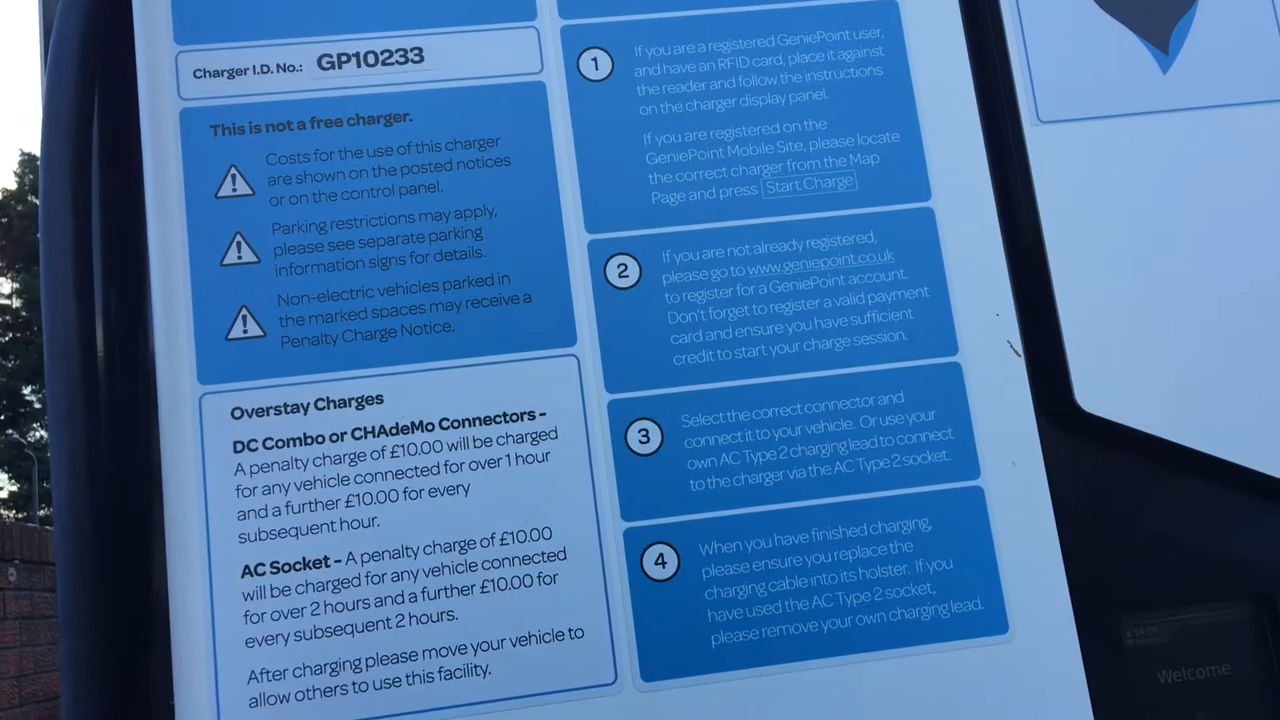 Charger I.D. No.: GP10233
This is not a free charger.
Costs for the use of this charger
are shown on the posted notices
or on the control panel.
Parking restrictions may apply,
please see separate parking
information signs for details.
Non-electric vehicles parked in
the marked spaces may receive a
Penalty Charge Notice.
Overstay Charges
DC Combo or CHAdeMo Connectors -
A penalty charge of £10.00 will be charged
for any vehicle connected for over 1 hour
and a further £10.00 for every
subsequent hour.
AC Socket - A penalty charge of £10.00
will be charged for any vehicle connected
for over 2 hours and a further £10.00 for
every subsequent 2 hours.
After charging please move your vehicle to
allow others to use this facility.
1
If you are a registered GeniePoint user,
and have an RFID card, place it against
the reader and follow the instructions
on the charger display panel.
If you are registered on the
GeniePoint Mobile Site, please locate
the correct charger from the Map
Page and press Start Charge
2
If you are not already registered,
please go to www.geniepoint.co.uk
to register for a GeniePoint account.
Don't forget to register a valid payment
card and ensure you have sufficient
credit to start your charge session.
3
Select the correct connector and
connect it to your vehicle. Or use your
own AC Type 2 charging lead to connect
to the charger via the AC Type 2 socket.
4
When you have finished charging,
please ensure you replace the
charging cable into its holster. If you
have used the AC Type 2 socket,
please remove your own charging lead.
Welcome